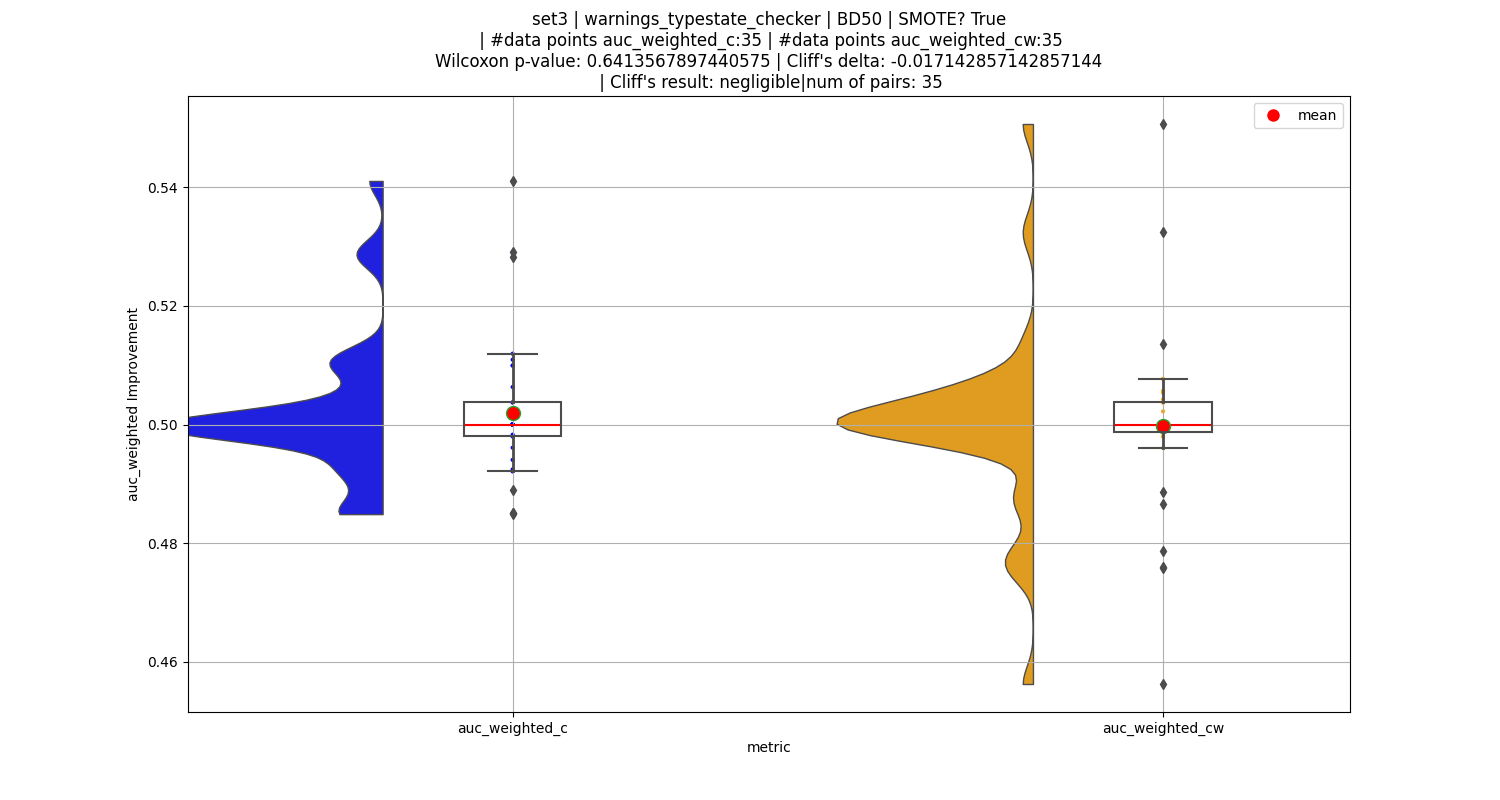 set3 | warnings_typestate_checker | BD50 | SMOTE? True
| #data points auc_weighted_c:35 | #data points auc_weighted_cw:35
Wilcoxon p-value: 0.6413567897440575 | Cliff's delta: -0.017142857142857144
| Cliff's result: negligible|num of pairs: 35
mean
0.54
0.52
0.50
0.48
0.46
auc_weighted Improvement
auc_weighted_c
auc_weighted_cw
metric